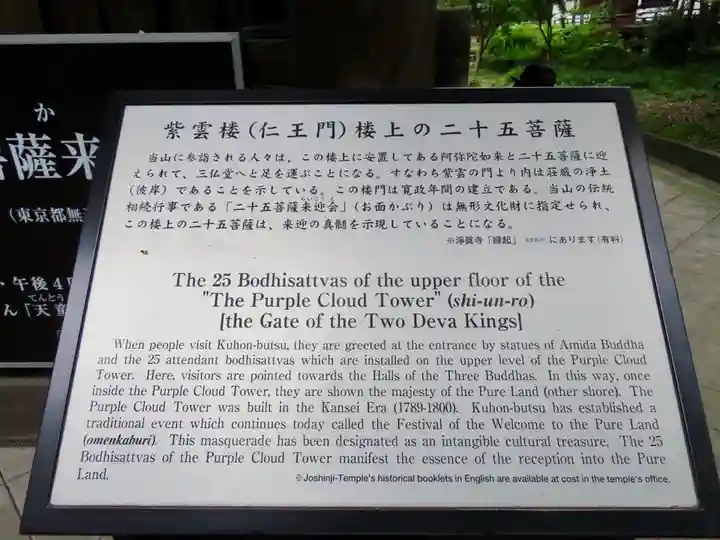 か
薩来
(東京都無
・午後4
てんどう
ん「天童
紫雲楼(仁王門)楼上の二十五菩薩
当山に参詣される人々は、この楼上に安置してある阿弥陀如来と二十五菩薩に迎
えられて、三仏堂へと足を運ぶことになる。すなわち紫雲の門より内は荘厳の浄土
(彼岸)であることを示している。この楼門は寛政年間の建立である。当山の伝統
らいごうえ
相続行事である「二十五菩薩来迎会」(お面かぶり)は無形文化財に指定せられ、
この楼上の二十五菩薩は、来迎の真髄を示現していることになる。
※浄眞寺「縁起」 にあります(有料)
The 25 Bodhisattvas of the upper floor of the
"The Purple Cloud Tower" (shi-un-ro)
[the Gate of the Two Deva Kings]
When people visit Kuhon-butsu, they are greeted at the entrance by statues of Amida Buddha
and the 25 attendant bodhisattvas which are installed on the upper level of the Purple Cloud
Tower. Here, visitors are pointed towards the Halls of the Three Buddhas. In this way, once
inside the Purple Cloud Tower, they are shown the majesty of the Pure Land (other shore). The
Purple Cloud Tower was built in the Kansei Era (1789-1800). Kuhon-butsu has established a
traditional event which continues today called the Festival of the Welcome to the Pure Land
(omenkaburi). This masquerade has been designated as an intangible cultural treasure. The 25
Bodhisattvas of the Purple Cloud Tower manifest the essence of the reception into the Pure
Land.
※Joshinji-Temple's historical booklets in English are available at cost in the temple's office.